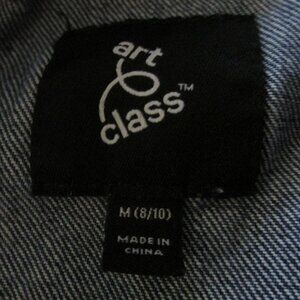 art
class™
M (8/10)
MADE IN
CHINA